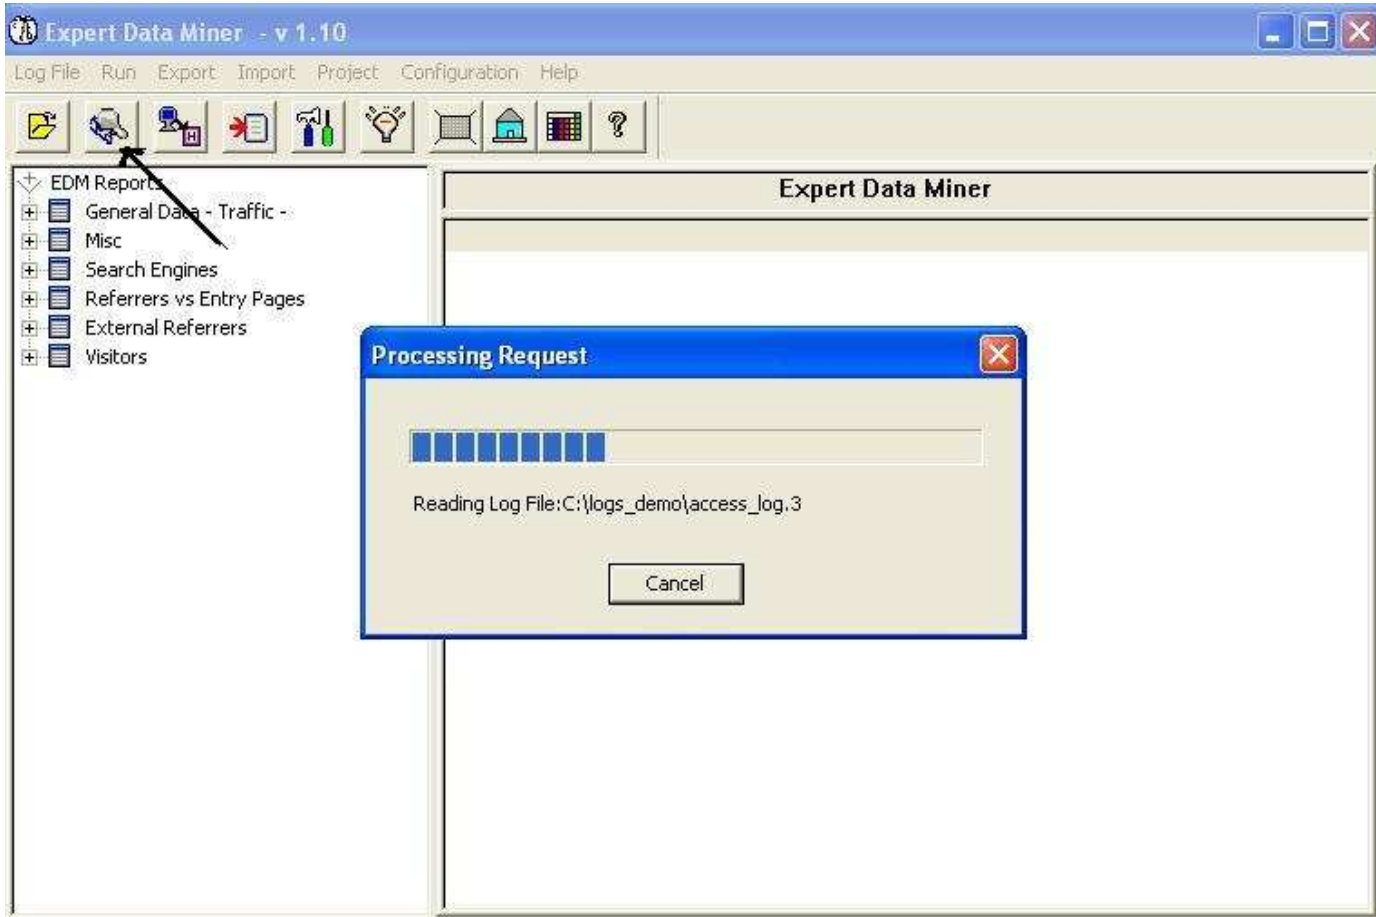 Expert Data Miner - v 1.10
Log File Run Export Import Project Configuration Help
H
?
EDM Reports
General Data - Traffic -
Misc
Search Engines
Referrers vs Entry Pages
External Referrers
Visitors
Expert Data Miner
Processing Request
Reading Log File:C:\logs_demo\access_log.3
Cancel